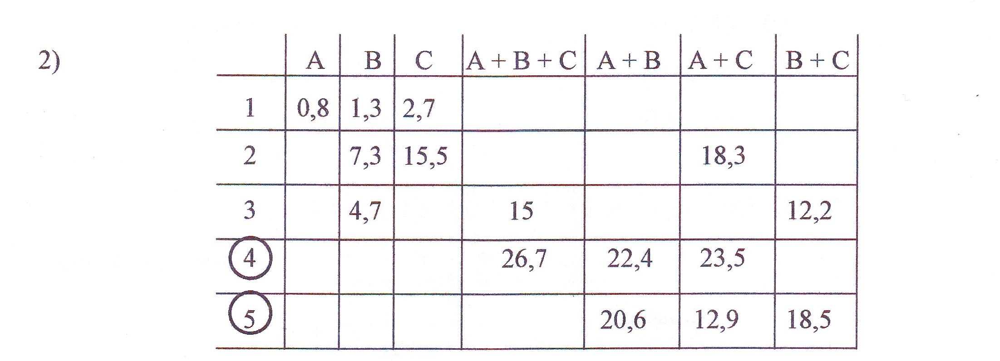 2)
A B C A + B + C A + B A + C B + C
1 0,8 1,3 2,7
2 7,3 15,5 18,3
3 4,7 15 12,2
4 26,7 22,4 23,5
5 20,6 12,9 18,5